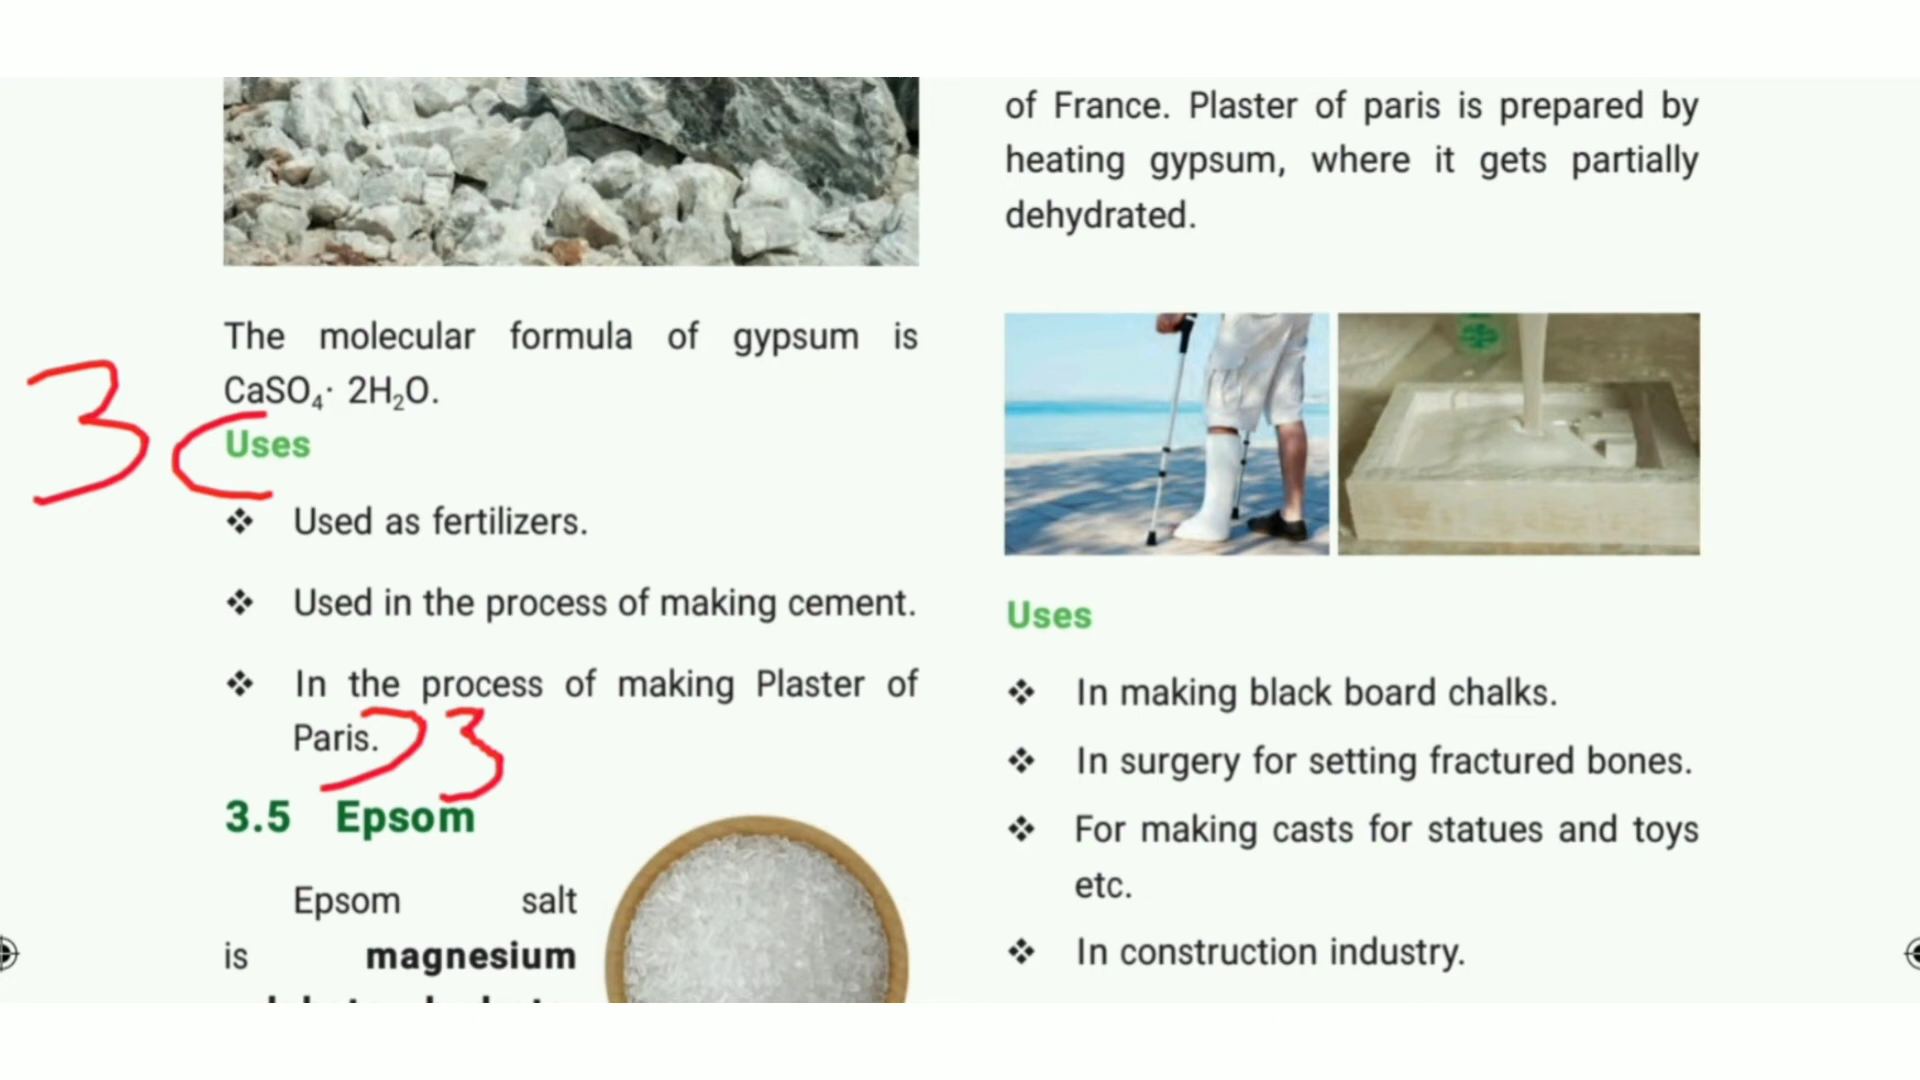 The molecular formula of gypsum is
CaSO₄· 2H₂O.
3
Uses
❖ Used as fertilizers.
❖ Used in the process of making cement.
❖ In the process of making Plaster of
Paris.
3
3.5 Epsom
Epsom salt
is magnesium
of France. Plaster of paris is prepared by
heating gypsum, where it gets partially
dehydrated.
Uses
❖ In making black board chalks.
❖ In surgery for setting fractured bones.
❖ For making casts for statues and toys
etc.
❖ In construction industry.